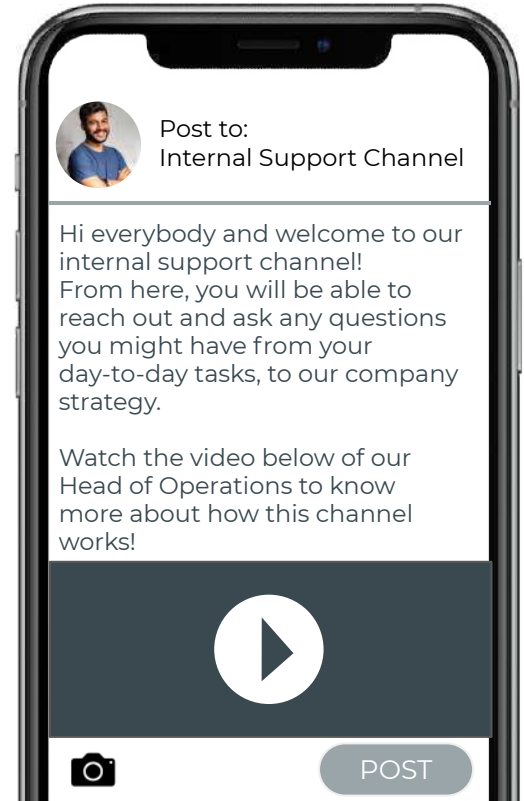 Post to:
Internal Support Channel
Hi everybody and welcome to our
internal support channel!
From here, you will be able to
reach out and ask any questions
you might have from your
day-to-day tasks, to our company
strategy.
Watch the video below of our
Head of Operations to know
more about how this channel
works!
POST